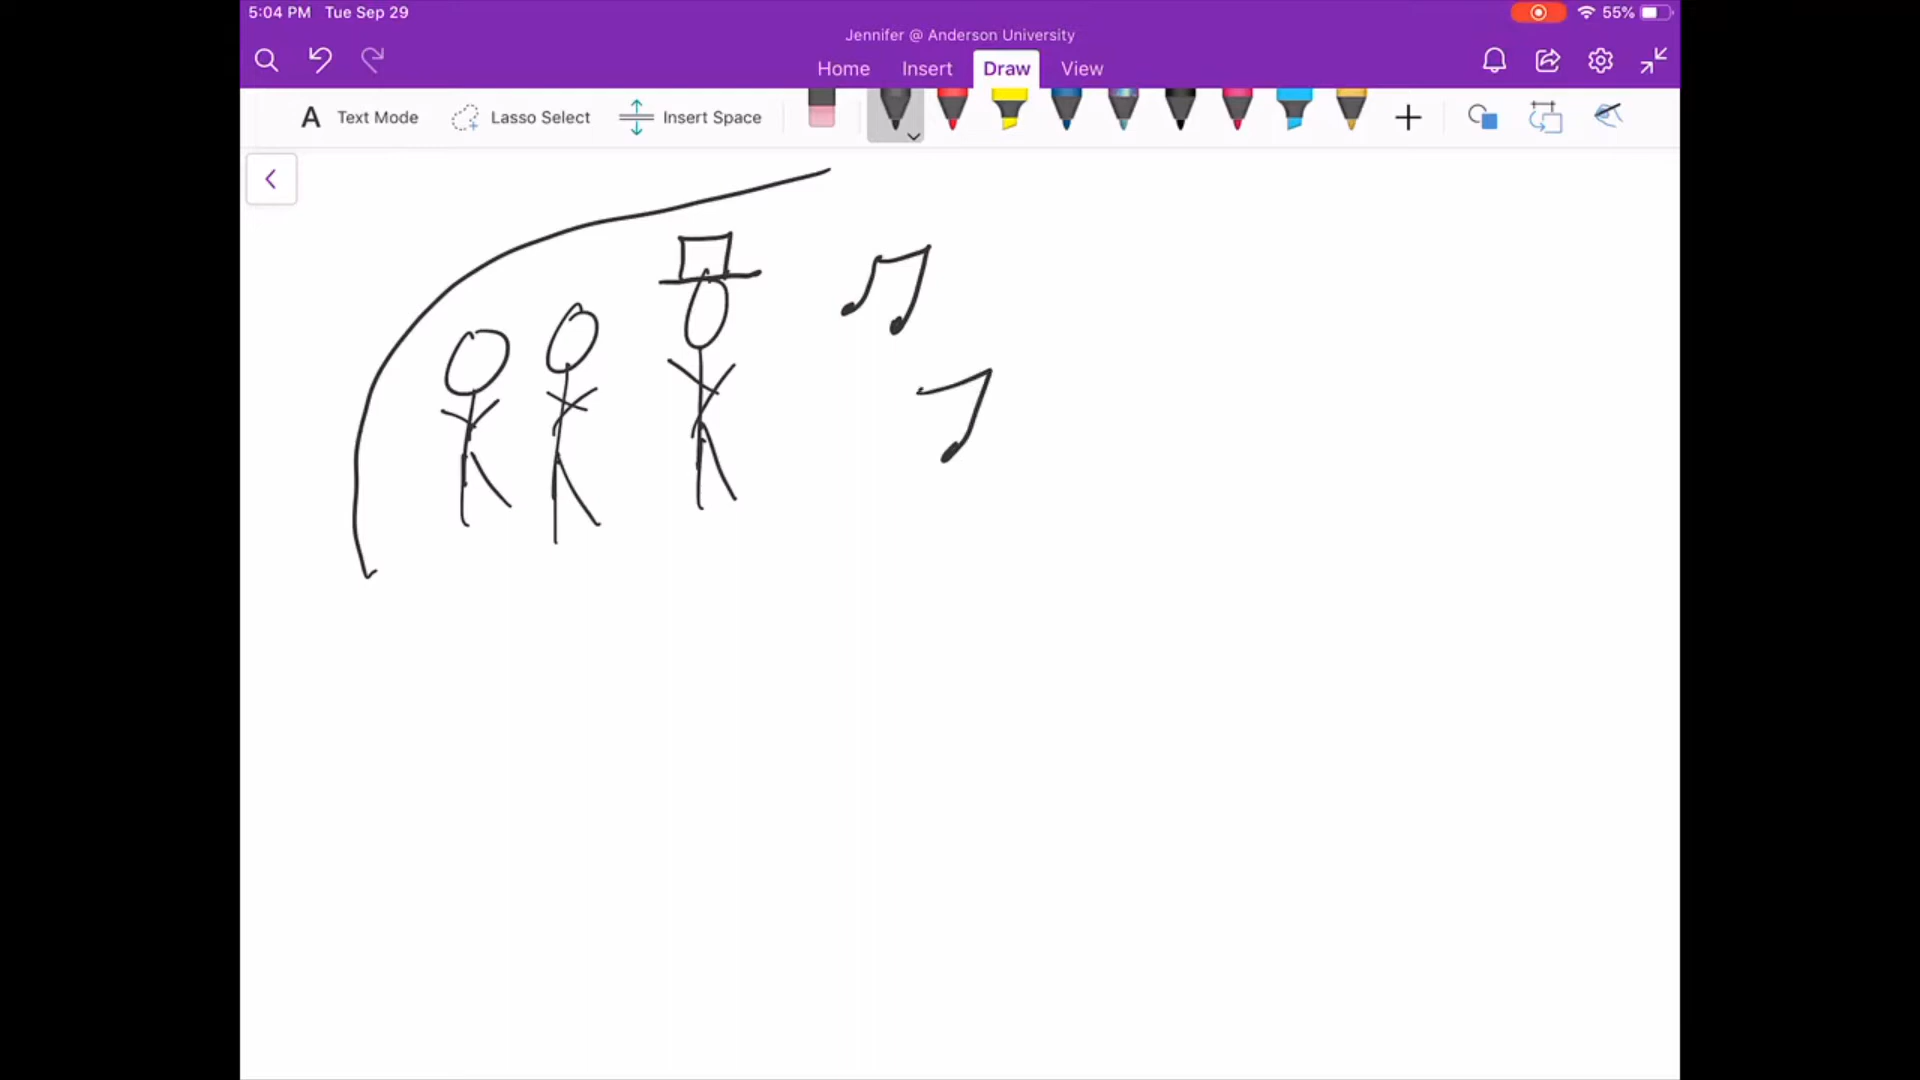 5:04 PM Tue Sep 29
55%
Jennifer @ Anderson University
Home Insert Draw View
A Text Mode Lasso Select Insert Space